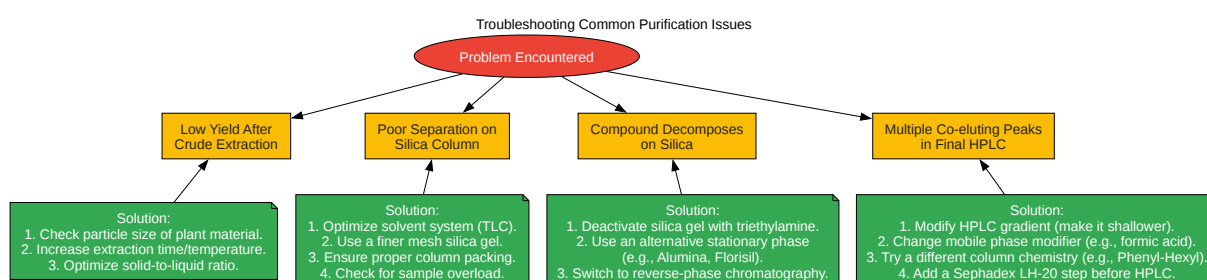 Troubleshooting Common Purification Issues
Problem Encountered
Low Yield After
Crude Extraction
Poor Separation on
Silica Column
Compound Decomposes
on Silica
Multiple Co-eluting Peaks
in Final HPLC
Solution:
1. Check particle size of plant material.
2. Increase extraction time/temperature.
3. Optimize solid-to-liquid ratio.
Solution:
1. Optimize solvent system (TLC).
2. Use a finer mesh silica gel.
3. Ensure proper column packing.
4. Check for sample overload.
Solution:
1. Deactivate silica gel with triethylamine.
2. Use an alternative stationary phase
(e.g., Alumina, Florisil).
3. Switch to reverse-phase chromatography.
Solution:
1. Modify HPLC gradient (make it shallower).
2. Change mobile phase modifier (e.g., formic acid).
3. Try a different column chemistry (e.g., Phenyl-Hexyl).
4. Add a Sephadex LH-20 step before HPLC.